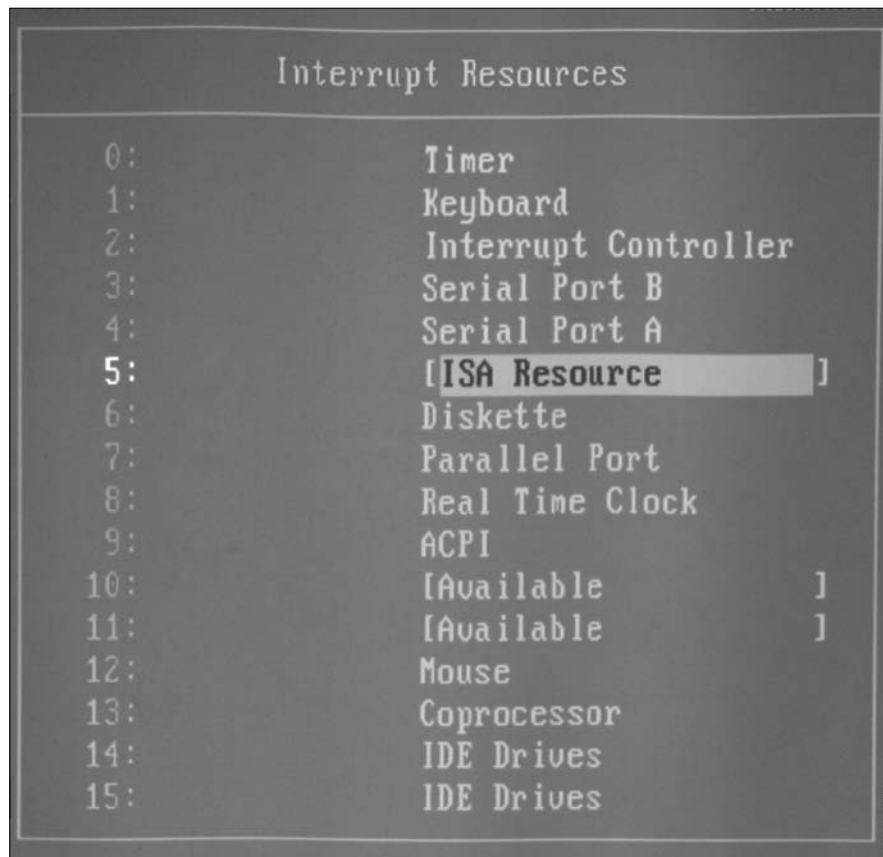 Interrupt Resources
0: Timer
1: Keyboard
2: Interrupt Controller
3: Serial Port B
4: Serial Port A
5: [ISA Resource ]
6: Diskette
7: Parallel Port
8: Real Time Clock
9: ACPI
10: [Available ]
11: [Available ]
12: Mouse
13: Coprocessor
14: IDE Drives
15: IDE Drives